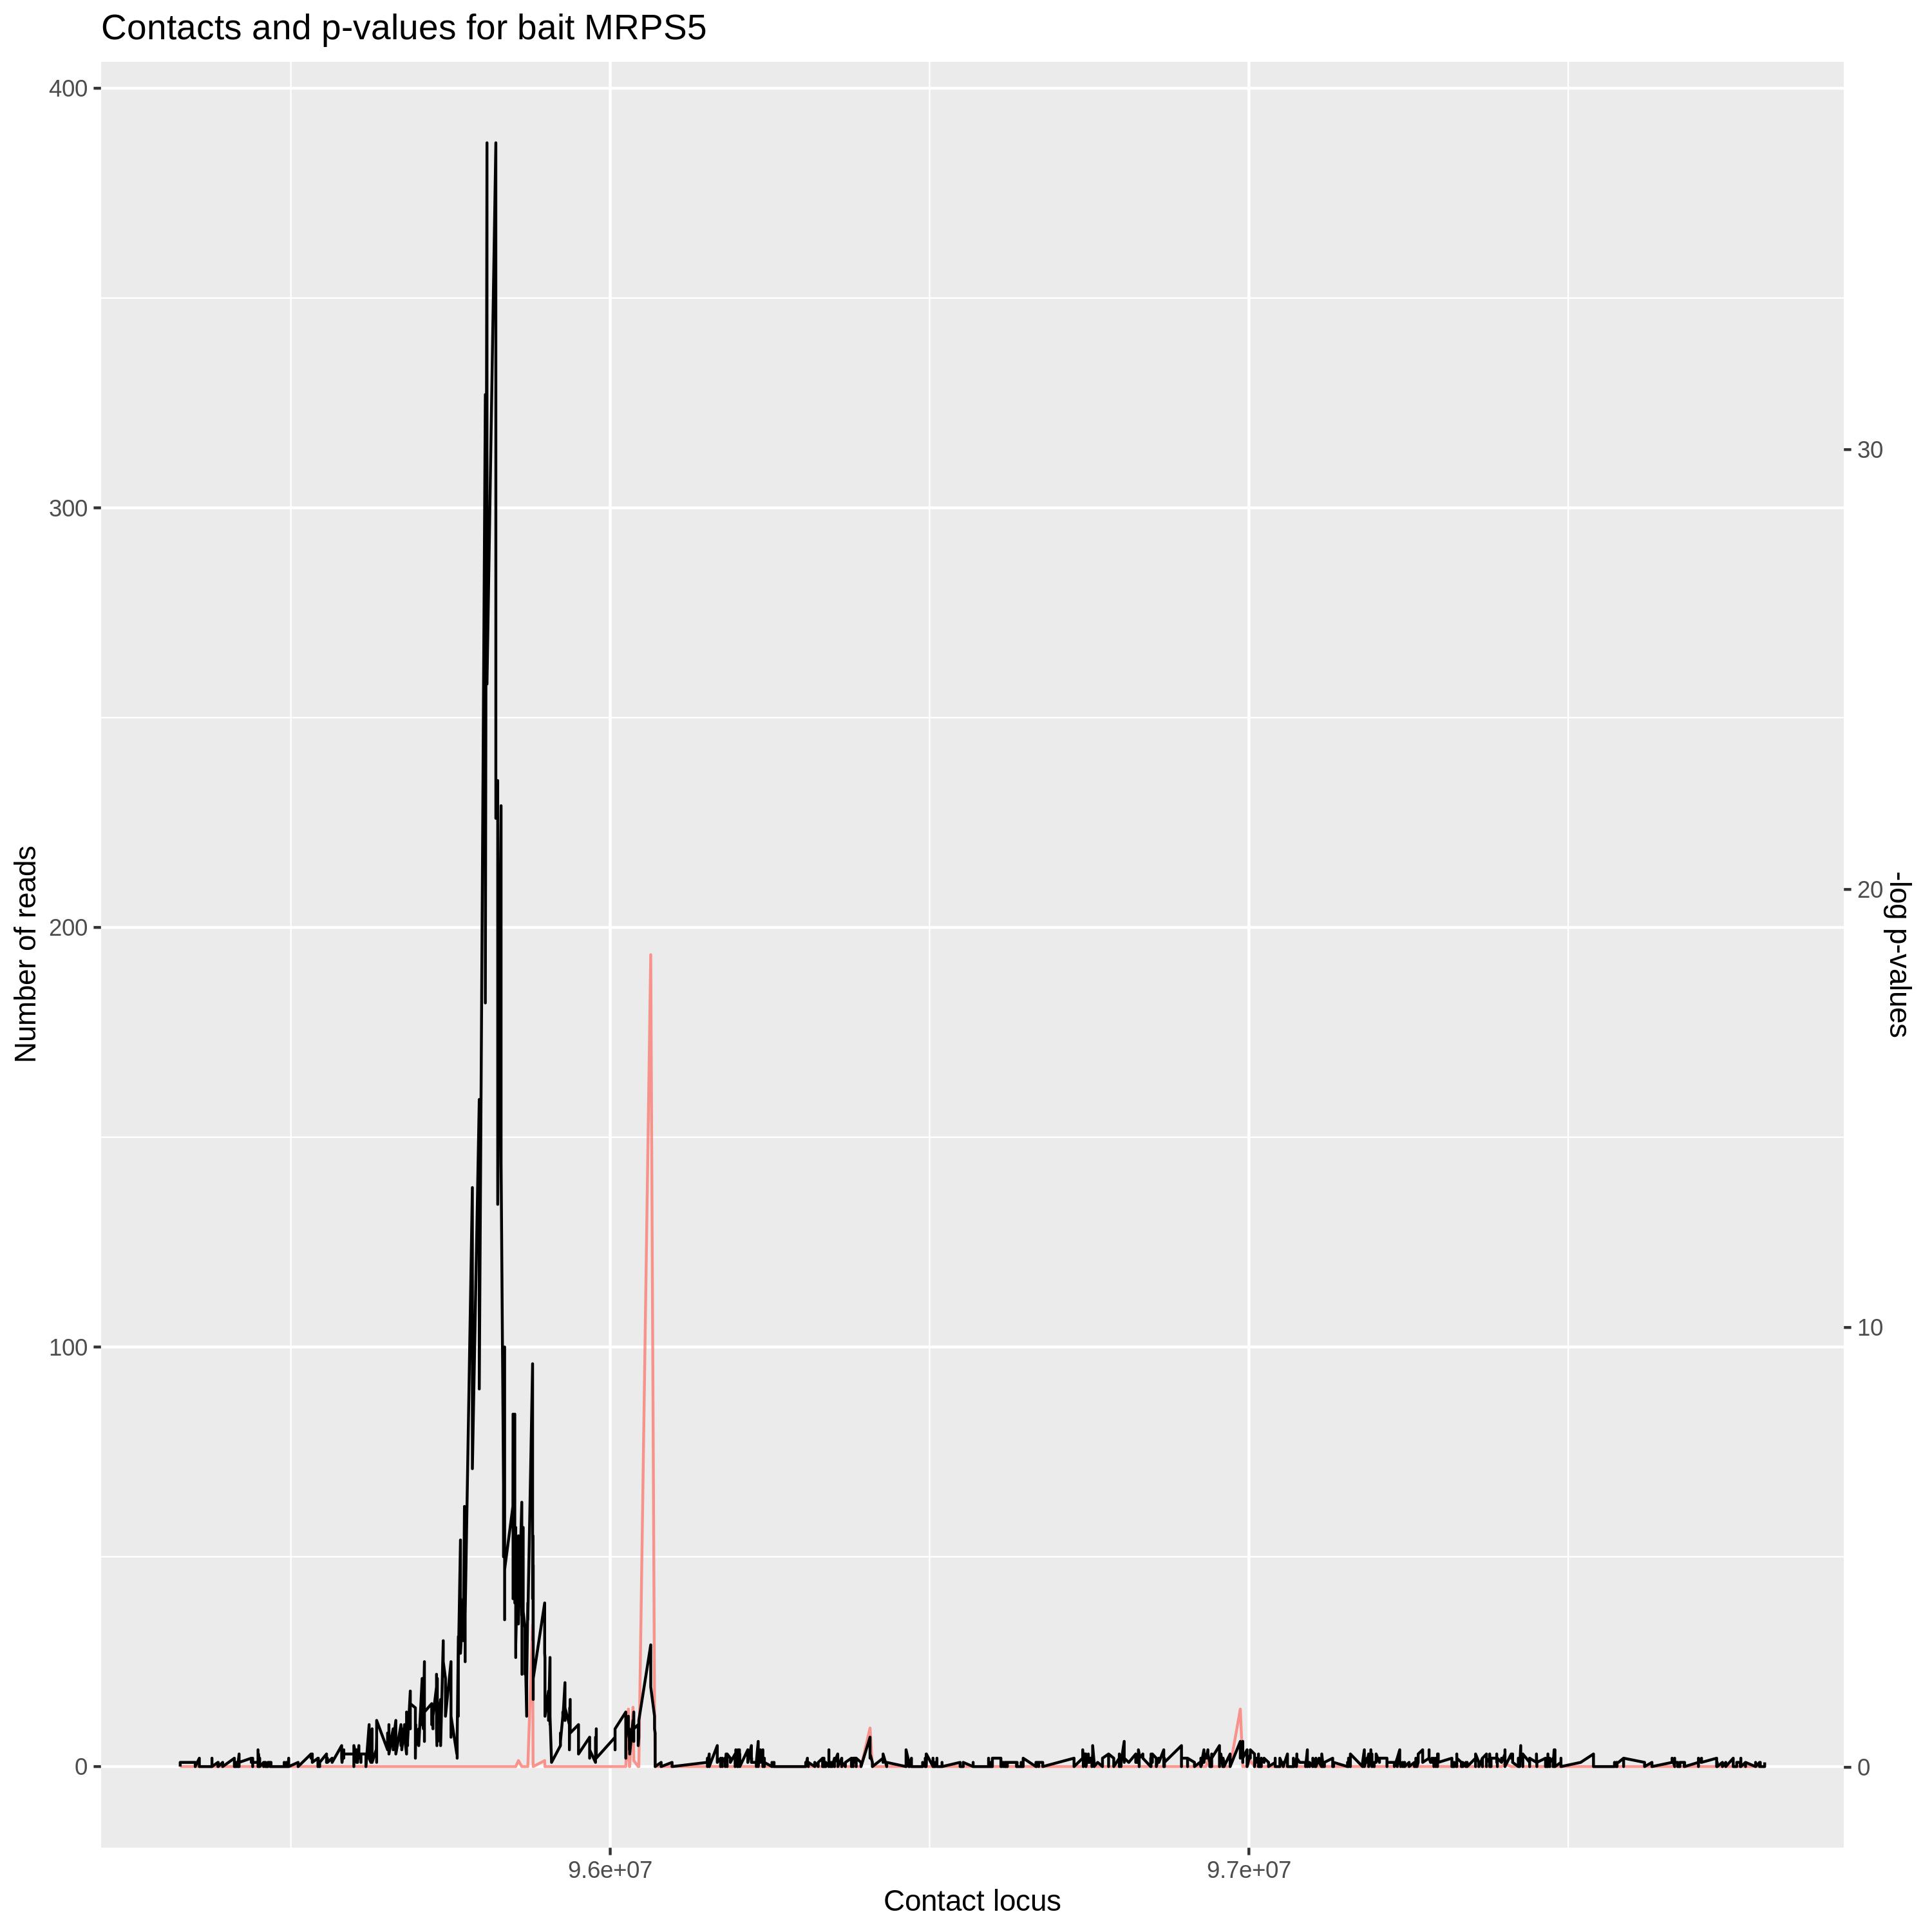 Contacts and p-values for bait MRPS5
400
300
200
100
0
30
20
10
0
Number of reads
-log p-values
9.6e+07
9.7e+07
Contact locus